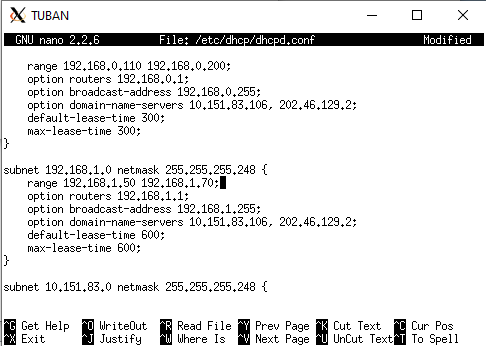 TUBAN
GNU nano 2.2.6 File: /etc/dhcp/dhcpd.conf Modified
range 192.168.0.110 192.168.0.200;
option routers 192.168.0.1;
option broadcast-address 192.168.0.255;
option domain-name-servers 10.151.83.106, 202.46.129.2;
default-lease-time 300;
max-lease-time 300;
}
subnet 192.168.1.0 netmask 255.255.255.248 {
range 192.168.1.50 192.168.1.70;
option routers 192.168.1.1;
option broadcast-address 192.168.1.255;
option domain-name-servers 10.151.83.106, 202.46.129.2;
default-lease-time 600;
max-lease-time 600;
}
subnet 10.151.83.0 netmask 255.255.255.248 {
^G Get Help ^O WriteOut ^R Read File ^Y Prev Page ^K Cut Text ^C Cur Pos
^X Exit ^J Justify ^W Where Is ^V Next Page ^U UnCut Text ^T To Spell